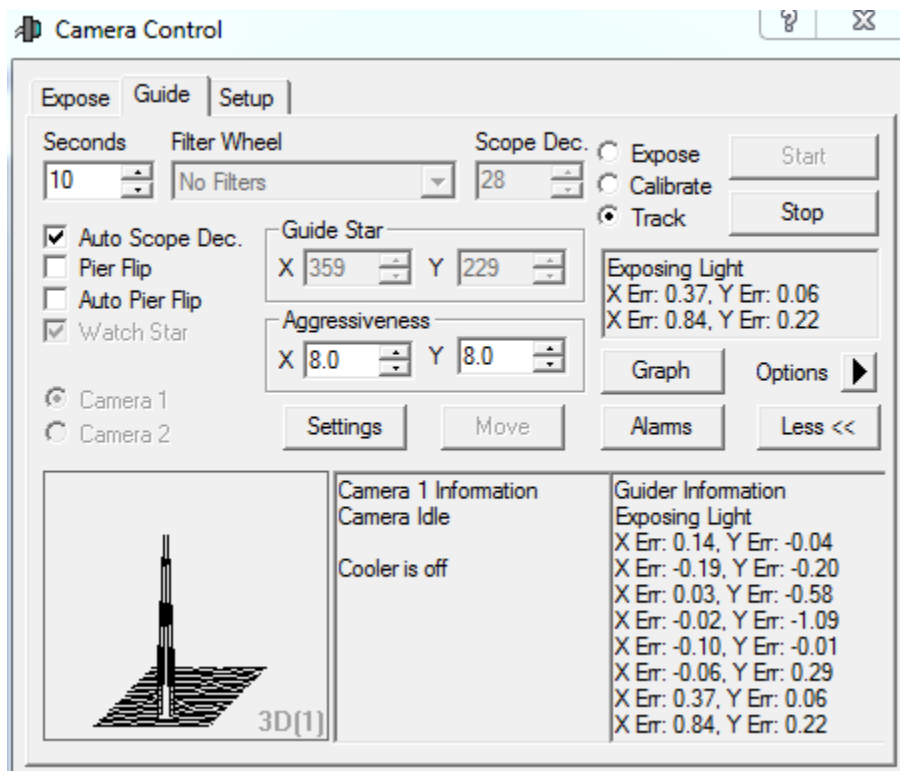 Camera Control
Expose Guide Setup
Seconds Filter Wheel Scope Dec.
10 No Filters 28
Expose
Calibrate
Track
Start
Stop
Auto Scope Dec.
Pier Flip
Auto Pier Flip
Watch Star
Guide Star
X 359 Y 229
Aggressiveness
X 8.0 Y 8.0
Exposing Light
X Err: 0.37, Y Err: 0.06
X Err: 0.84, Y Err: 0.22
Graph Options
Camera 1
Camera 2
Settings Move Alarms Less <<
3D(1)
Camera 1 Information
Camera Idle
Cooler is off
Guider Information
Exposing Light
X Err: 0.14, Y Err: -0.04
X Err: -0.19, Y Err: -0.20
X Err: 0.03, Y Err: -0.58
X Err: -0.02, Y Err: -1.09
X Err: -0.10, Y Err: -0.01
X Err: -0.06, Y Err: 0.29
X Err: 0.37, Y Err: 0.06
X Err: 0.84, Y Err: 0.22